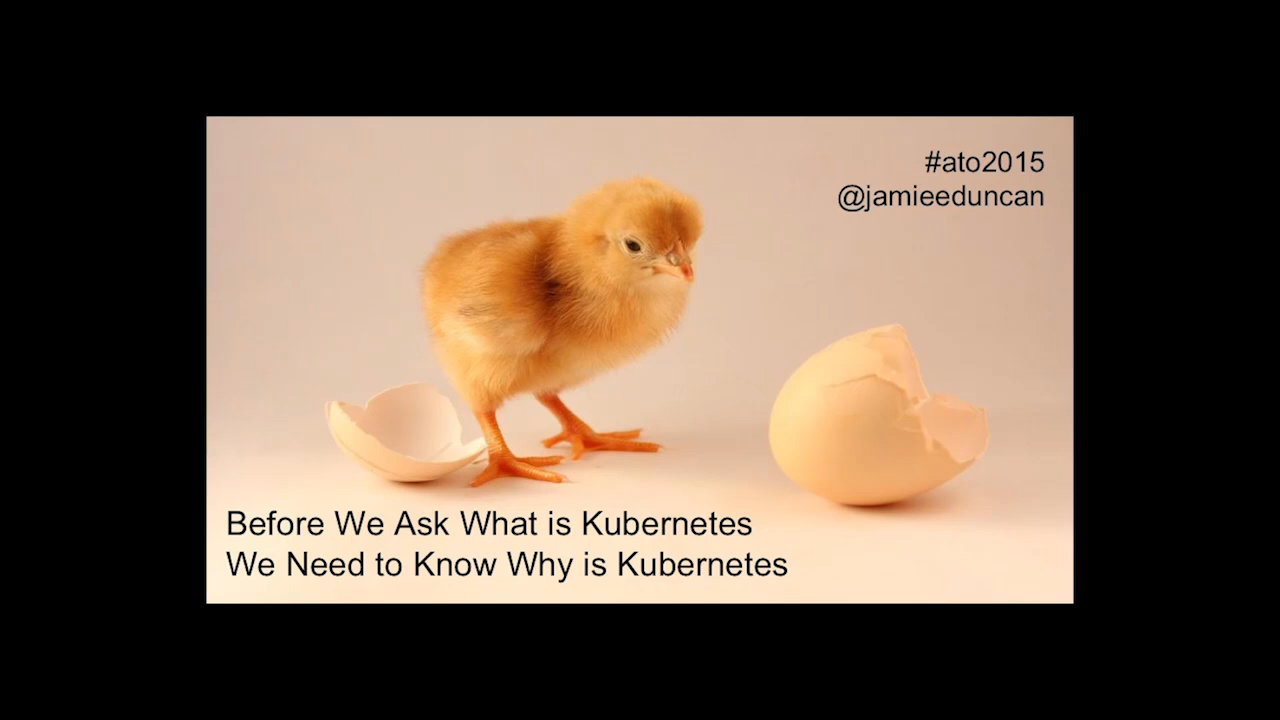 #ato2015
@jamieeduncan
Before We Ask What is Kubernetes
We Need to Know Why is Kubernetes